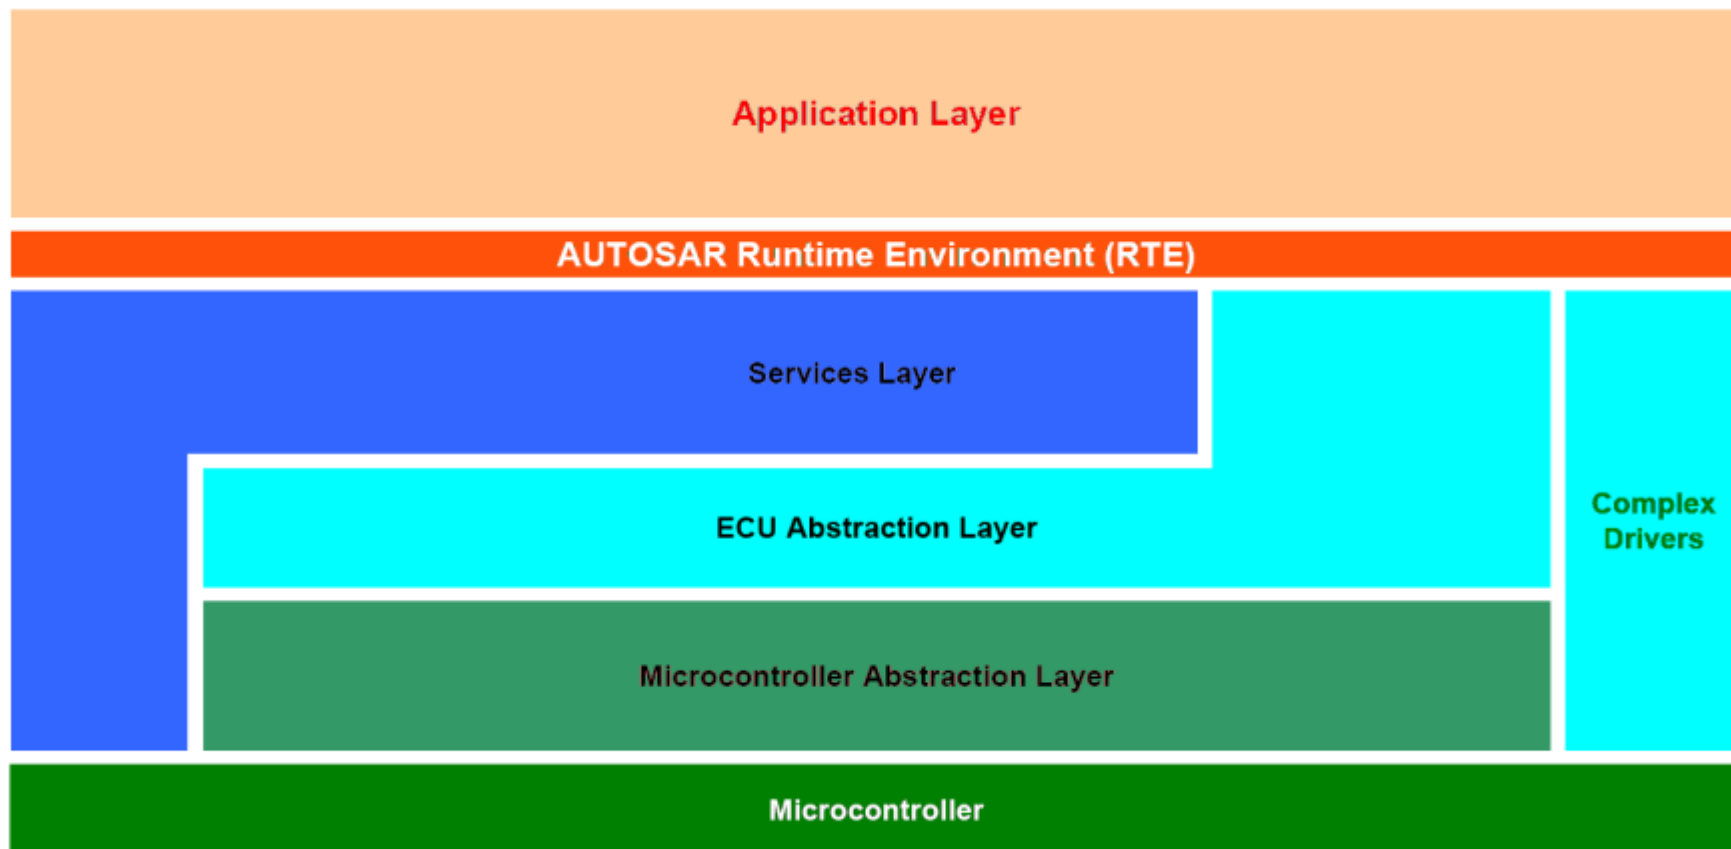 Application Layer
AUTOSAR Runtime Environment (RTE)
Services Layer
ECU Abstraction Layer
Complex
Drivers
Microcontroller Abstraction Layer
Microcontroller